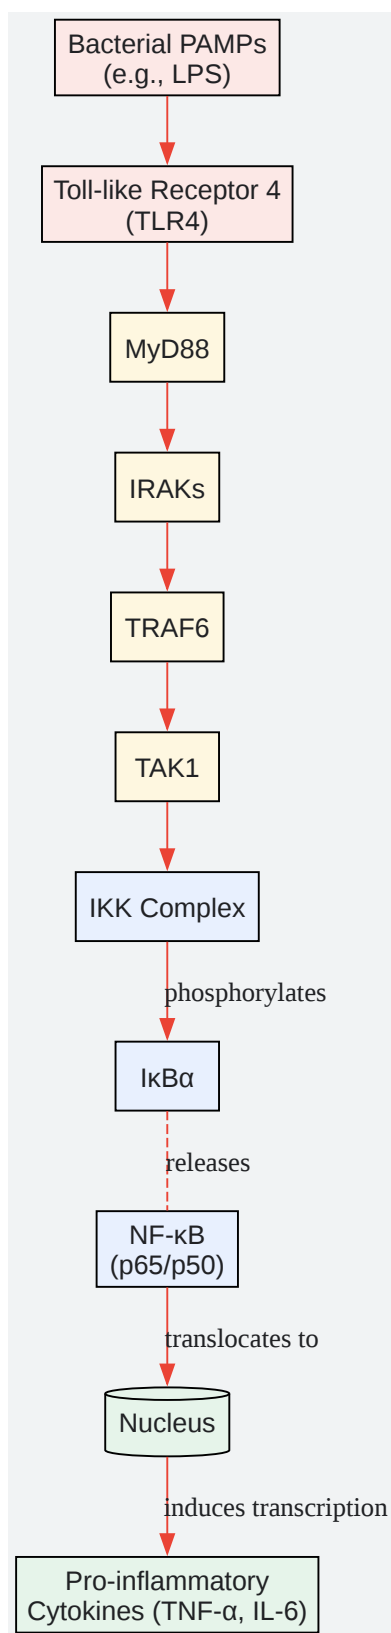 Bacterial PAMPs
(e.g., LPS)
Toll-like Receptor 4
(TLR4)
MyD88
IRAKs
TRAF6
TAK1
IKK Complex
phosphorylates
IκBα
releases
NF-κB
(p65/p50)
translocates to
Nucleus
induces transcription
Pro-inflammatory
Cytokines (TNF-α, IL-6)